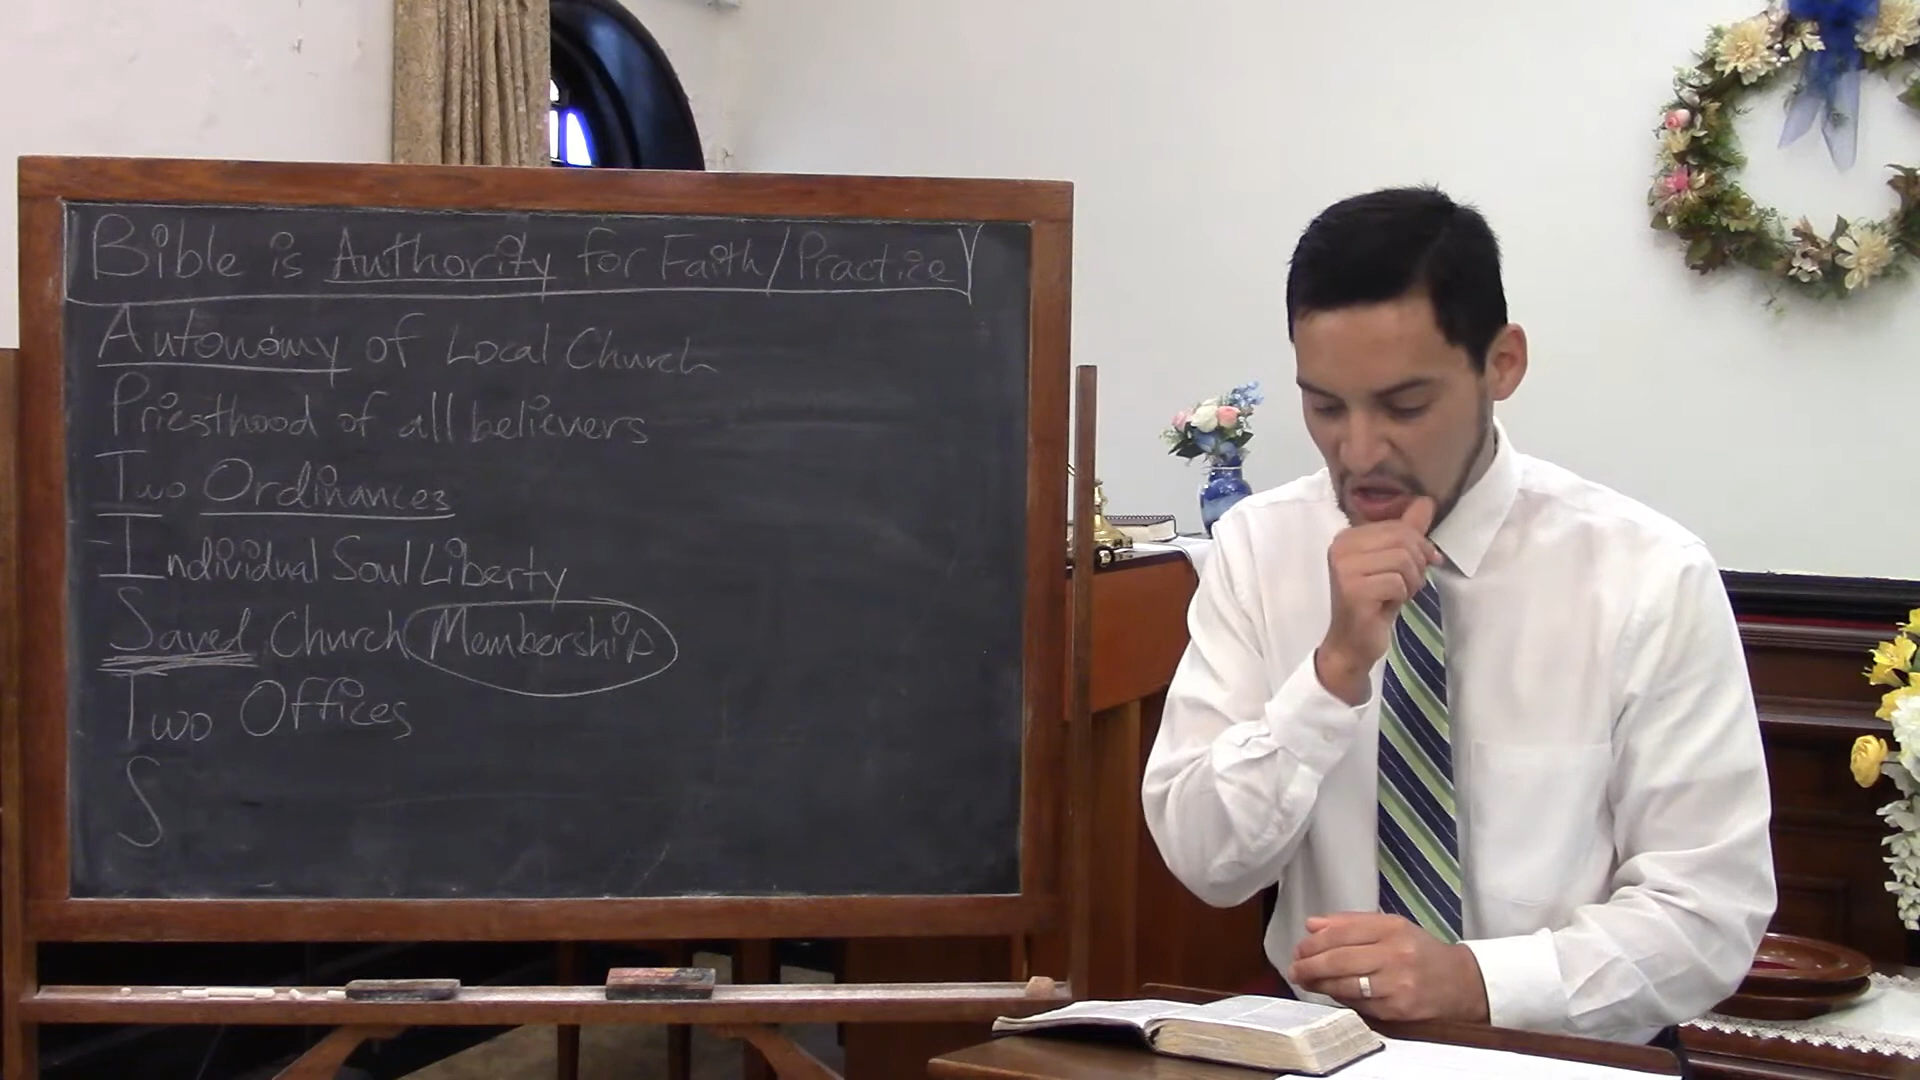 Bible is Authority for Faith/Practice
Autonomy of Local Church
Priesthood of all believers
Two Ordinances
Individual Soul Liberty
Saved Church Membership
Two Offices
S